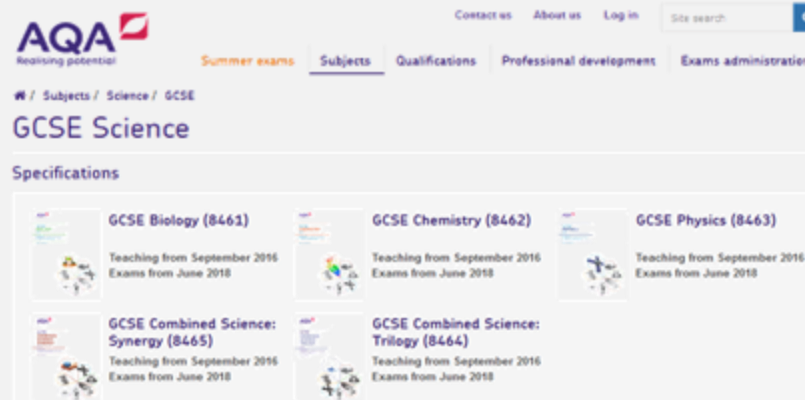 Contact us About us Log in Site search
AQA
Realising potential
Summer exams Subjects Qualifications Professional development Exams administration
/ Subjects / Science / GCSE
GCSE Science
Specifications
GCSE Biology (8461)
Teaching from September 2016
Exams from June 2018
GCSE Chemistry (8462)
Teaching from September 2016
Exams from June 2018
GCSE Physics (8463)
Teaching from September 2016
Exams from June 2018
GCSE Combined Science:
Synergy (8465)
Teaching from September 2016
Exams from June 2018
GCSE Combined Science:
Trilogy (8464)
Teaching from September 2016
Exams from June 2018